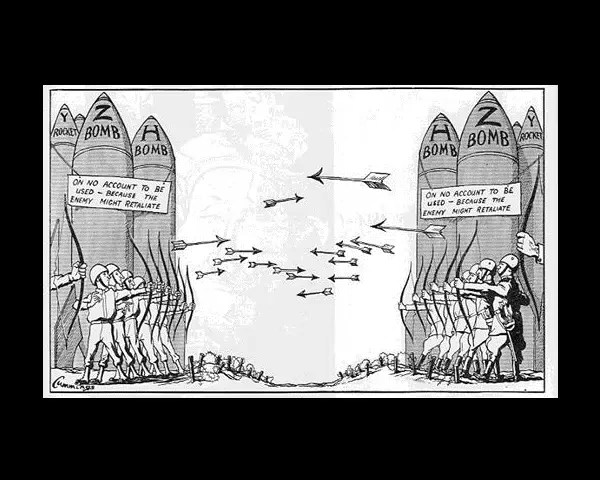 Y
ROCKET
Z
BOMB
H
BOMB
ON NO ACCOUNT TO BE
USED – BECAUSE THE
ENEMY MIGHT RETALIATE
H
BOMB
Z
BOMB
Y
ROCKET
ON NO ACCOUNT TO BE
USED – BECAUSE THE
ENEMY MIGHT RETALIATE
Cummings